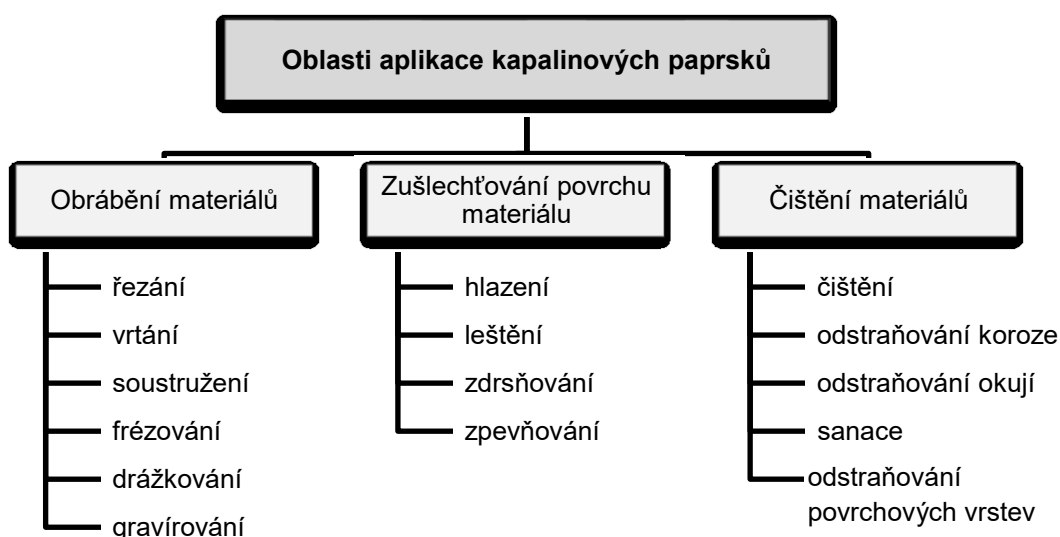 Oblasti aplikace kapalinových paprsků
Obrábění materiálů
řezání
vrtání
soustružení
frézování
drážkování
gravírování
Zušlechťování povrchu
materiálu
hlazení
leštění
zdrsňování
zpevňování
Čištění materiálů
čištění
odstraňování koroze
odstraňování okují
sanace
odstraňování
povrchových vrstev